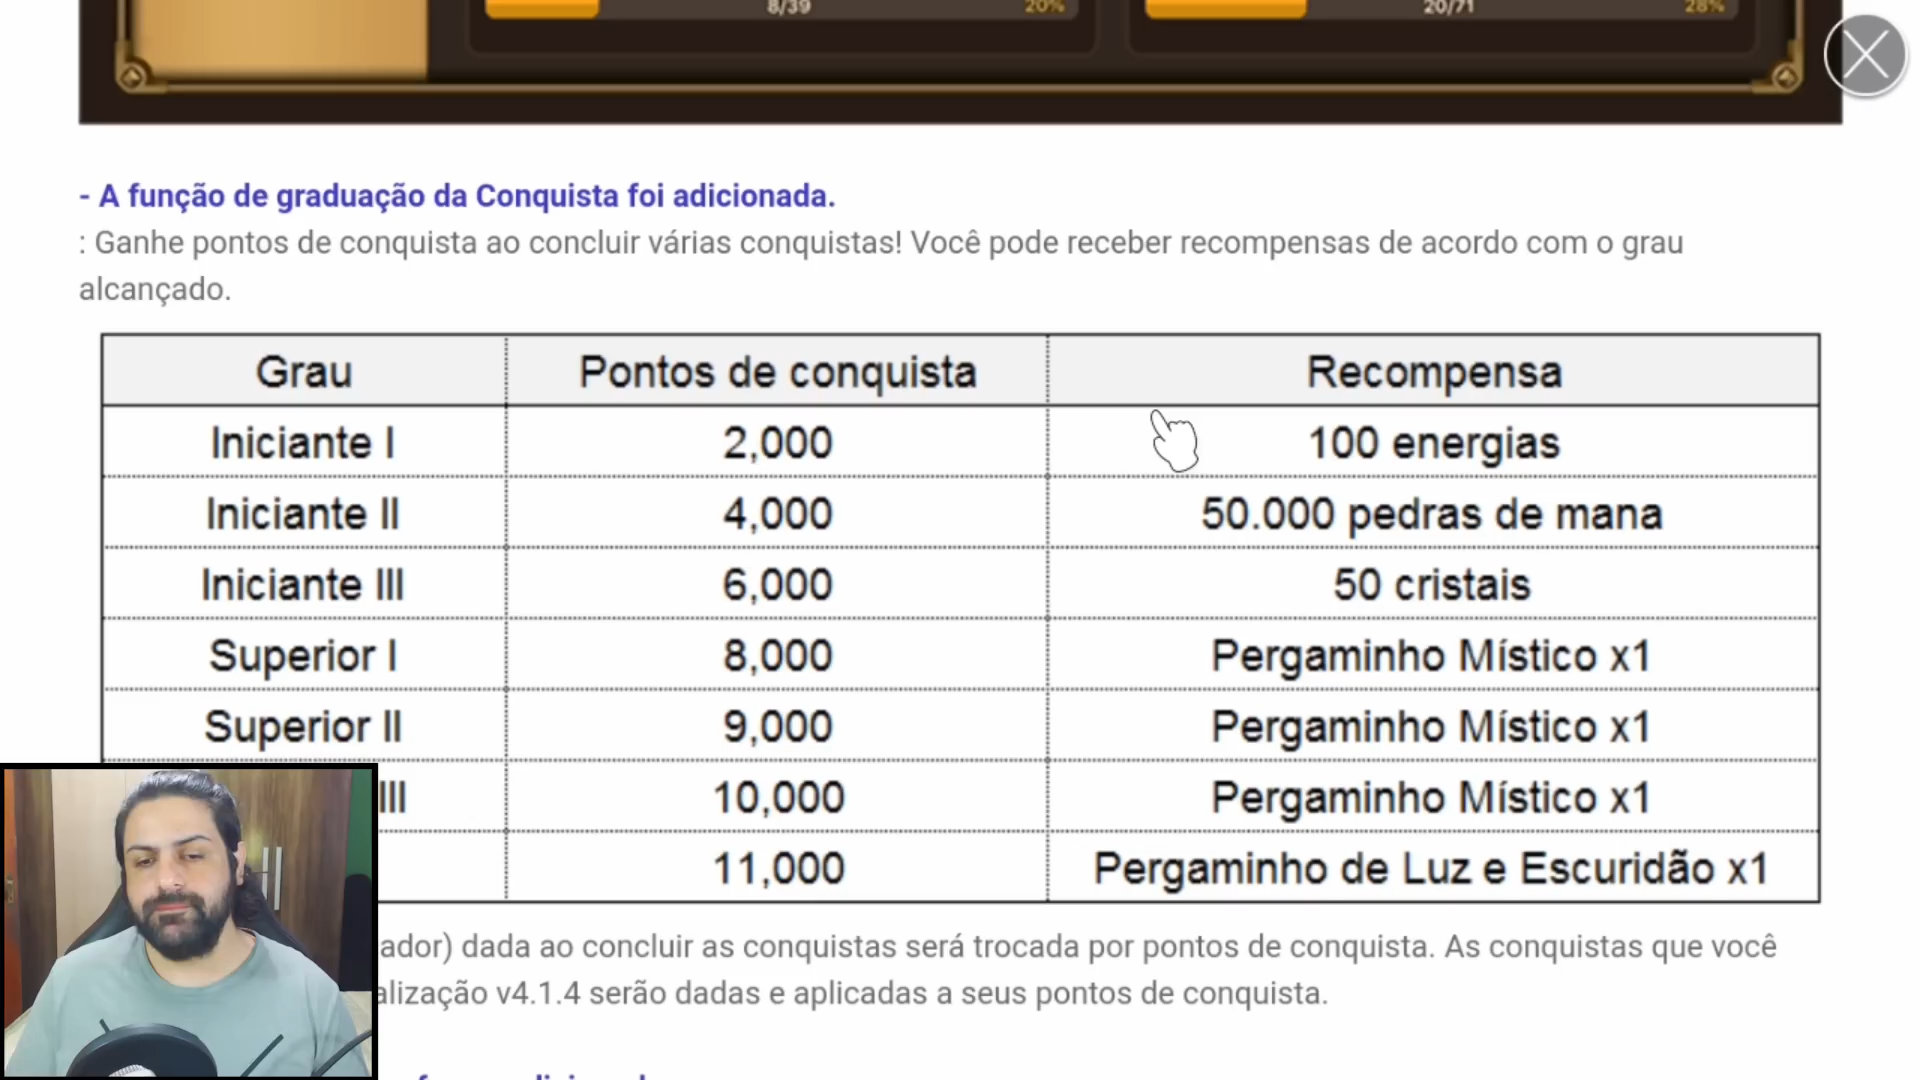 8/39 20% 20/71 28%
- A função de graduação da Conquista foi adicionada.
: Ganhe pontos de conquista ao concluir várias conquistas! Você pode receber recompensas de acordo com o grau
alcançado.
Grau Pontos de conquista Recompensa
Iniciante I 2,000 100 energias
Iniciante II 4,000 50.000 pedras de mana
Iniciante III 6,000 50 cristais
Superior I 8,000 Pergaminho Místico x1
Superior II 9,000 Pergaminho Místico x1
III 10,000 Pergaminho Místico x1
11,000 Pergaminho de Luz e Escuridão x1
ador) dada ao concluir as conquistas será trocada por pontos de conquista. As conquistas que você
alização v4.1.4 serão dadas e aplicadas a seus pontos de conquista.